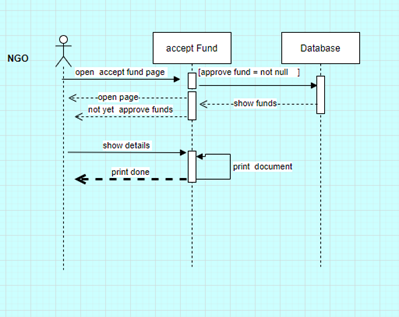 accept Fund
Database
NGO
open accept fund page
[approve fund = not null ]
open page
show funds
not yet approve funds
show details
print document
print done